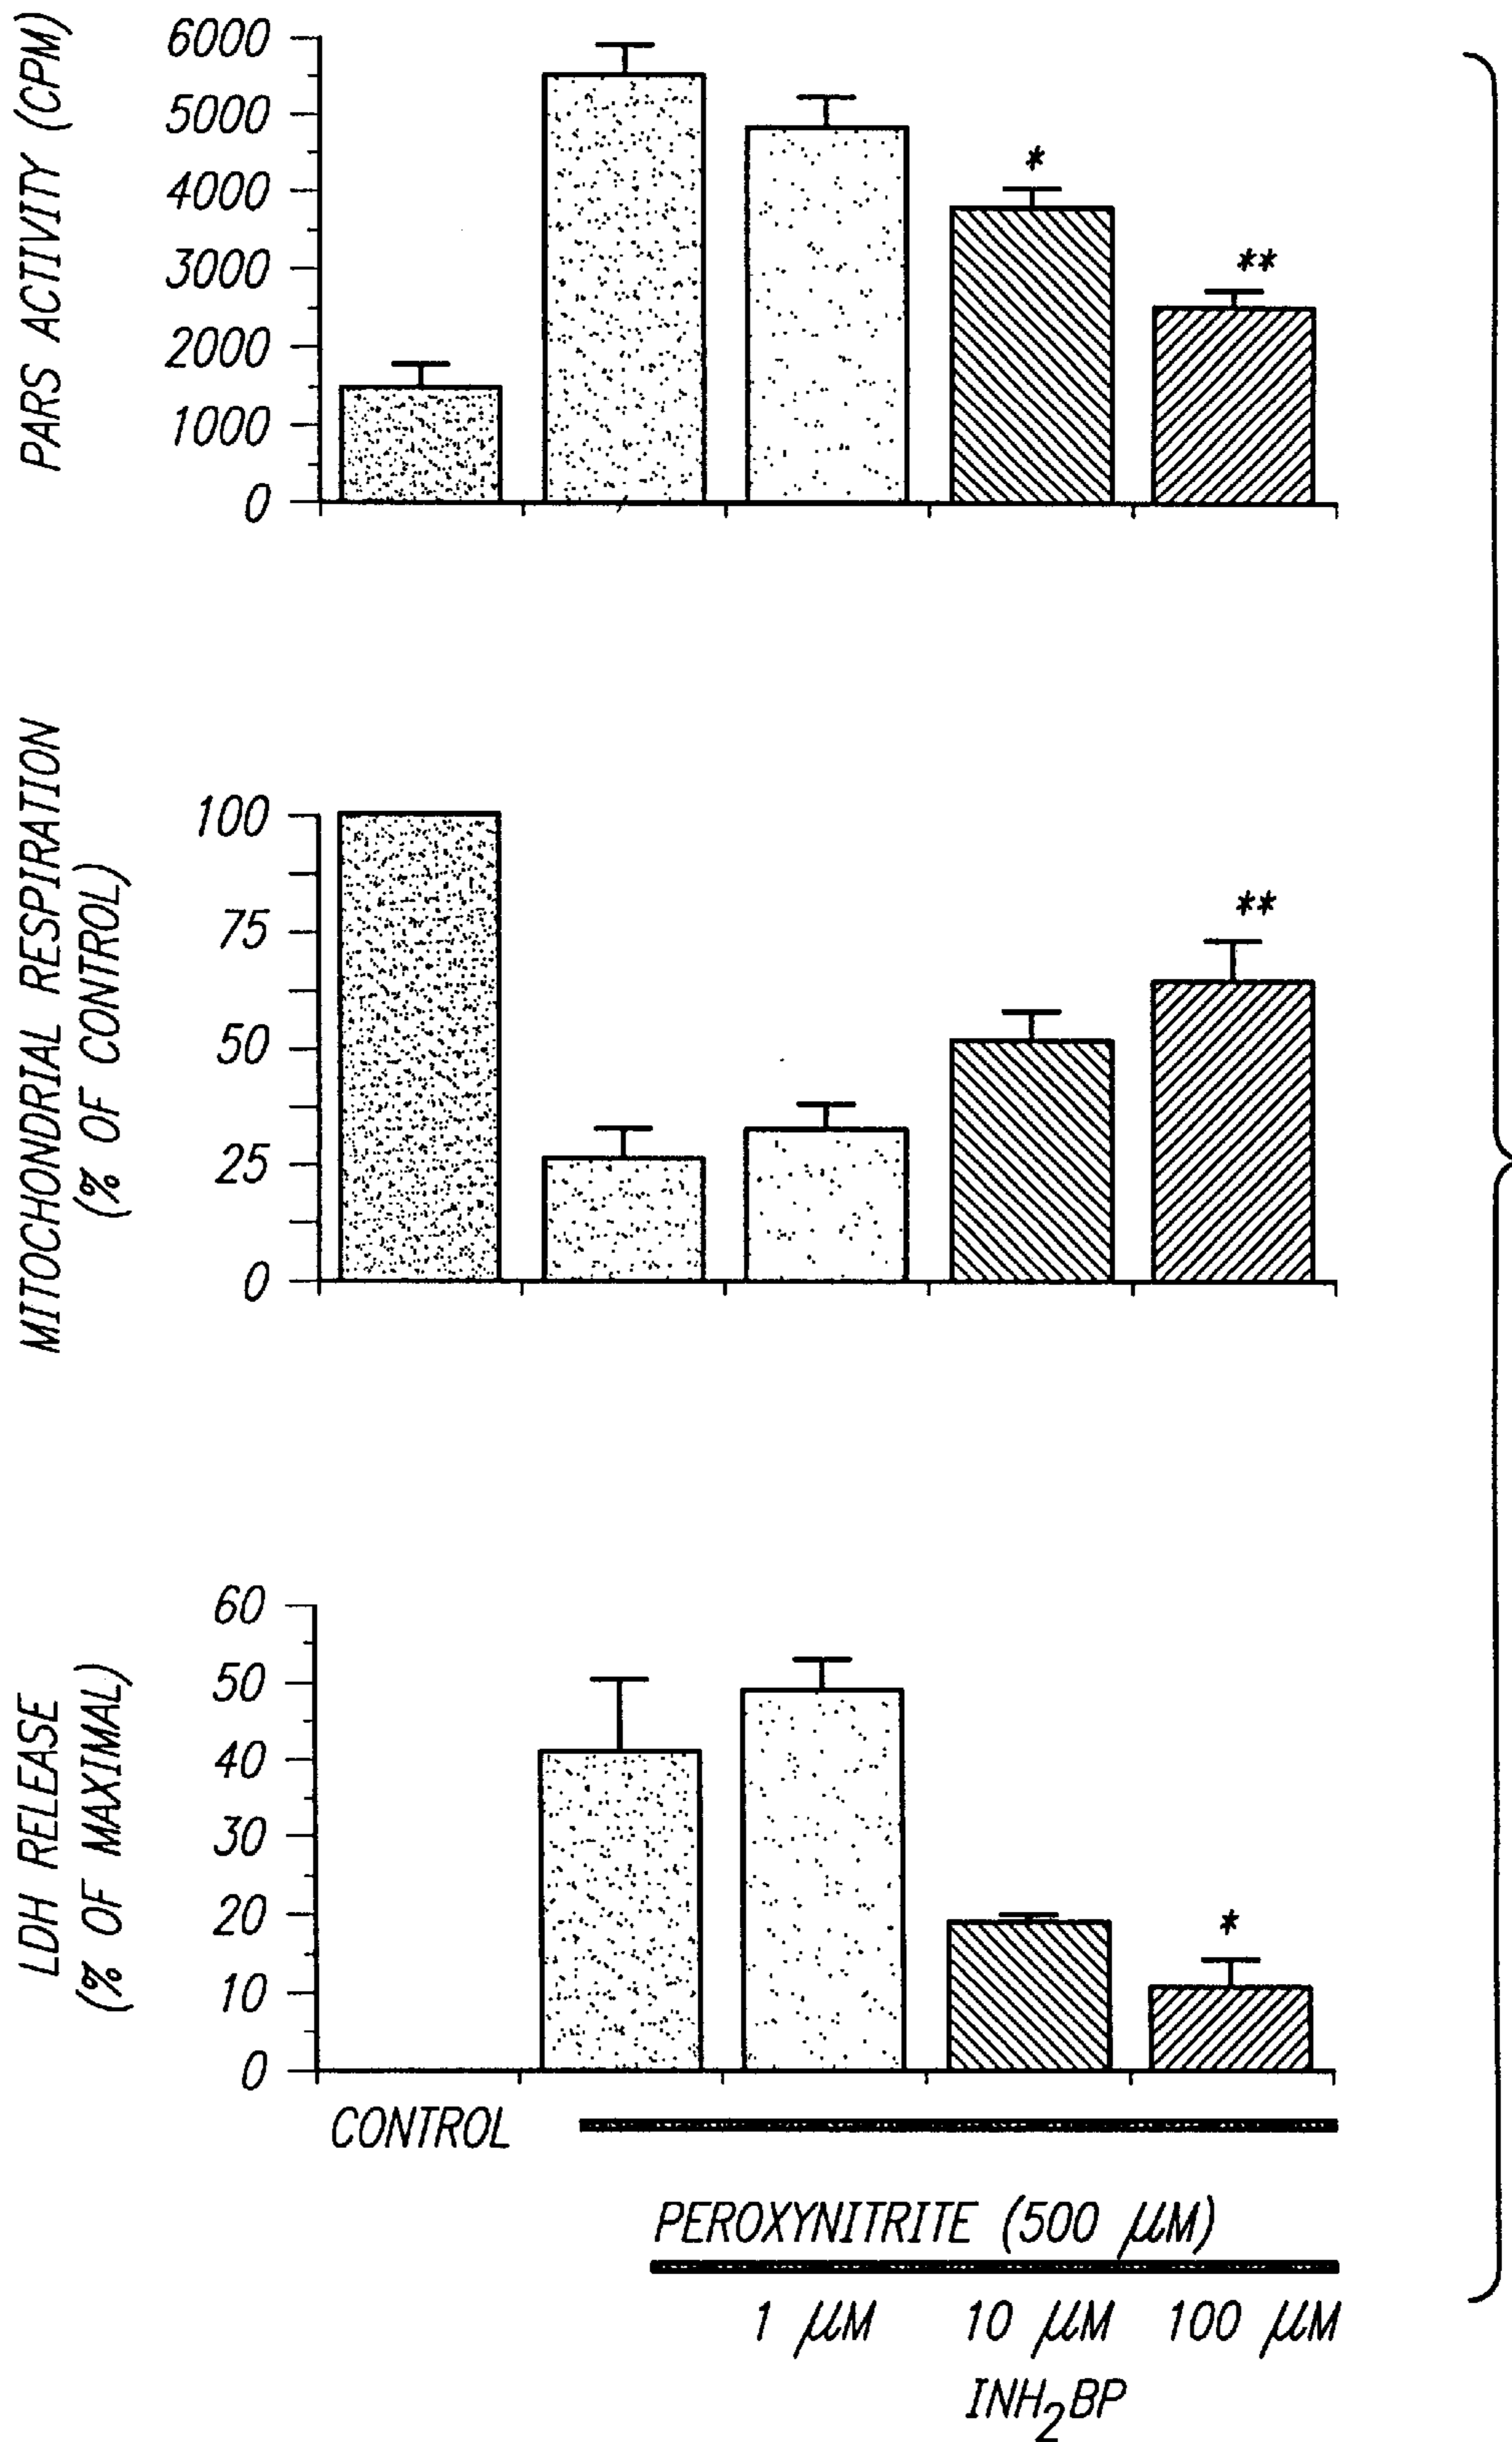 PARS ACTIVITY (CPM)
6000
5000
4000
3000
2000
1000
0
*
**
MITOCHONDRIAL RESPIRATION
(% OF CONTROL)
100
75
50
25
0
**
LDH RELEASE
(% OF MAXIMAL)
60
50
40
30
20
10
0
*
CONTROL
PEROXYNITRITE (500 μM)
1 μM 10 μM 100 μM
INH₂BP